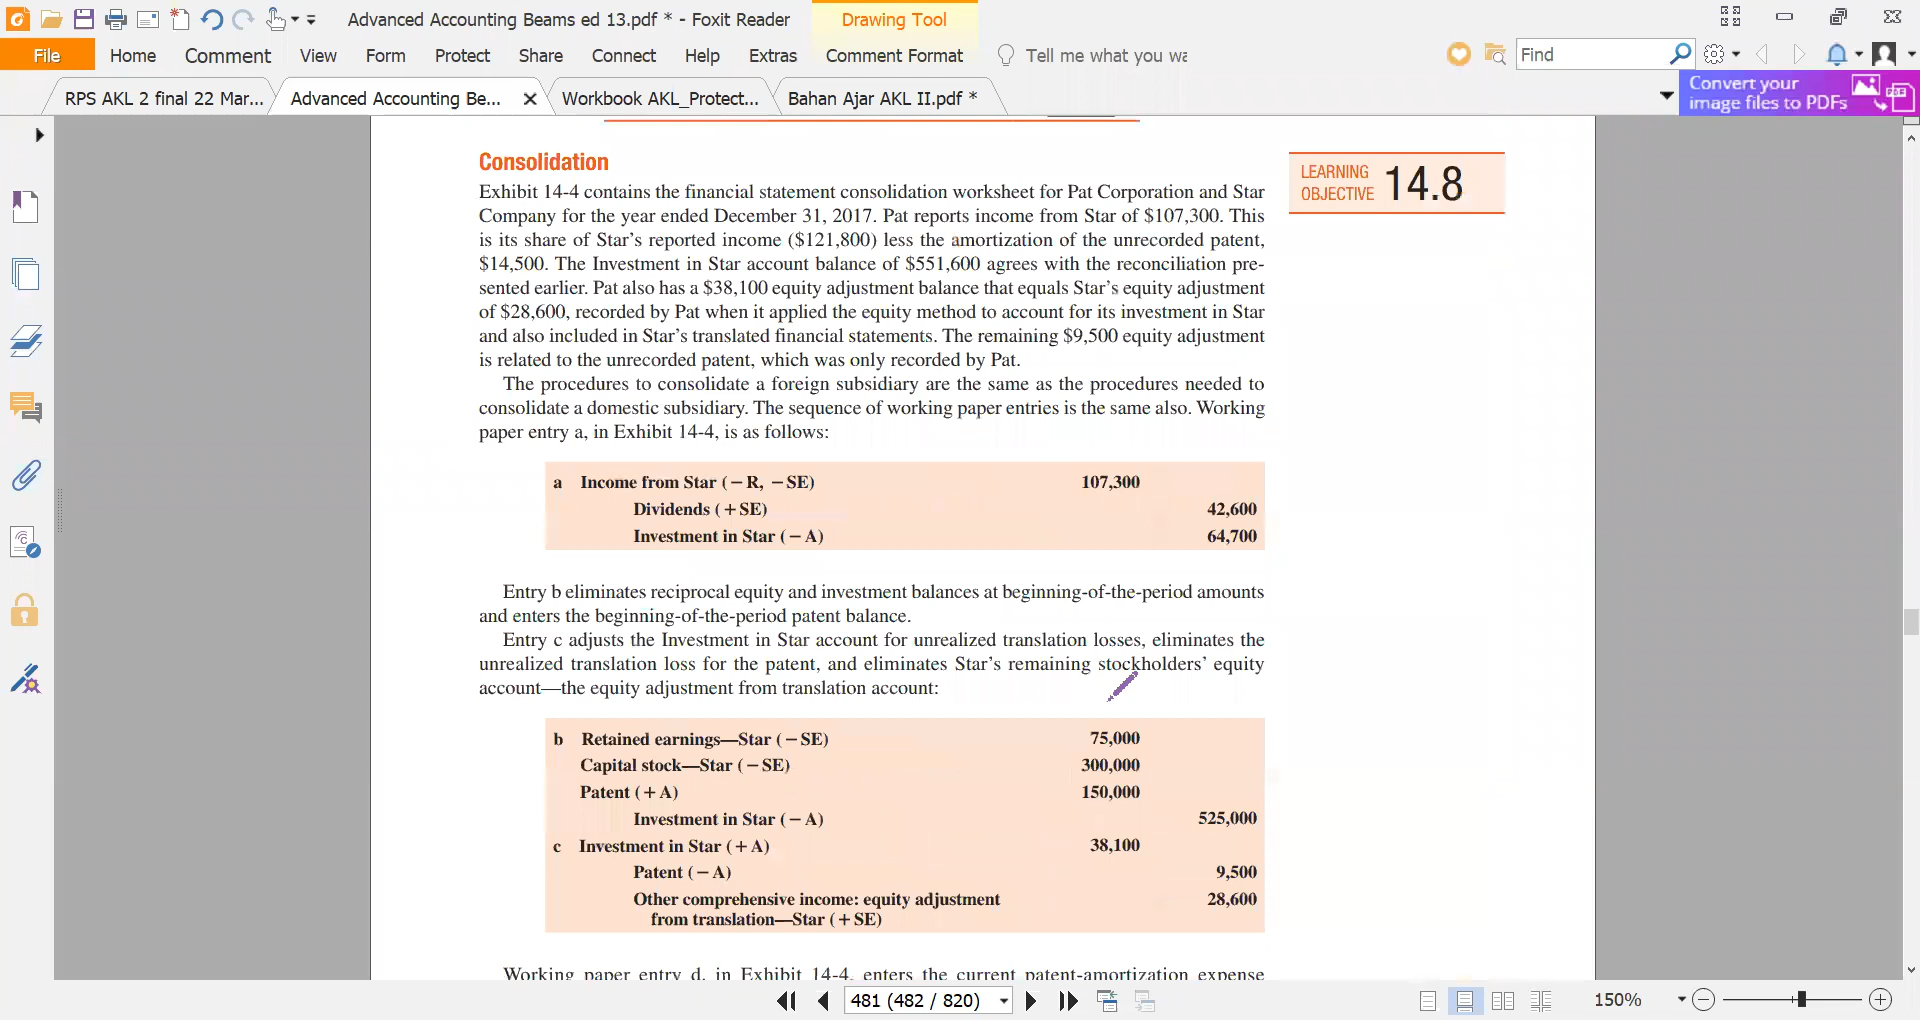 Advanced Accounting Beams ed 13.pdf * - Foxit Reader
Drawing Tool
File
Home
Comment
View
Form
Protect
Share
Connect
Help
Extras
Comment Format
Tell me what you wa
Find
RPS AKL 2 final 22 Mar...
Advanced Accounting Be...
Workbook AKL_Protect...
Bahan Ajar AKL II.pdf *
Convert your
image files to PDFs
Consolidation
LEARNING
OBJECTIVE 14.8
Exhibit 14-4 contains the financial statement consolidation worksheet for Pat Corporation and Star
Company for the year ended December 31, 2017. Pat reports income from Star of $107,300. This
is its share of Star’s reported income ($121,800) less the amortization of the unrecorded patent,
$14,500. The Investment in Star account balance of $551,600 agrees with the reconciliation pre-
sented earlier. Pat also has a $38,100 equity adjustment balance that equals Star’s equity adjustment
of $28,600, recorded by Pat when it applied the equity method to account for its investment in Star
and also included in Star’s translated financial statements. The remaining $9,500 equity adjustment
is related to the unrecorded patent, which was only recorded by Pat.
The procedures to consolidate a foreign subsidiary are the same as the procedures needed to
consolidate a domestic subsidiary. The sequence of working paper entries is the same also. Working
paper entry a, in Exhibit 14-4, is as follows:
a Income from Star (−R, −SE) 107,300
Dividends (+SE) 42,600
Investment in Star (−A) 64,700
Entry b eliminates reciprocal equity and investment balances at beginning-of-the-period amounts
and enters the beginning-of-the-period patent balance.
Entry c adjusts the Investment in Star account for unrealized translation losses, eliminates the
unrealized translation loss for the patent, and eliminates Star’s remaining stockholders’ equity
account—the equity adjustment from translation account:
b Retained earnings—Star (−SE) 75,000
Capital stock—Star (−SE) 300,000
Patent (+A) 150,000
Investment in Star (−A) 525,000
c Investment in Star (+A) 38,100
Patent (−A) 9,500
Other comprehensive income: equity adjustment 28,600
from translation—Star (+SE)
Working paper entry d, in Exhibit 14-4, enters the current patent-amortization expense
481 (482 / 820)
150%